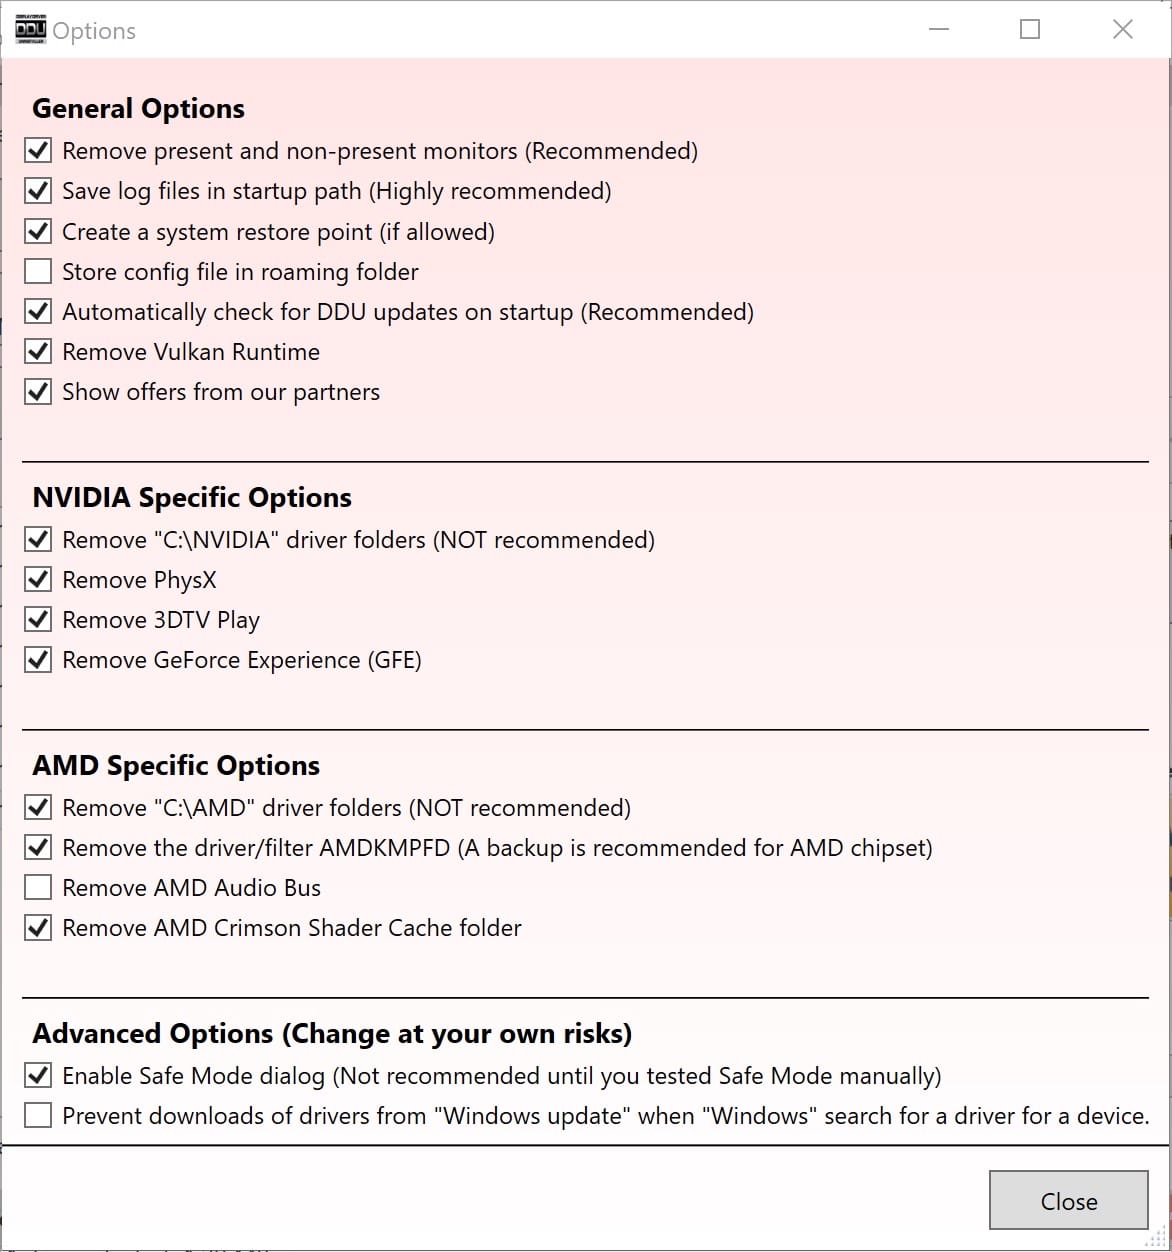 DDU
Options
General Options
Remove present and non-present monitors (Recommended)
Save log files in startup path (Highly recommended)
Create a system restore point (if allowed)
Store config file in roaming folder
Automatically check for DDU updates on startup (Recommended)
Remove Vulkan Runtime
Show offers from our partners
NVIDIA Specific Options
Remove "C:\NVIDIA" driver folders (NOT recommended)
Remove PhysX
Remove 3DTV Play
Remove GeForce Experience (GFE)
AMD Specific Options
Remove "C:\AMD" driver folders (NOT recommended)
Remove the driver/filter AMDKMPFD (A backup is recommended for AMD chipset)
Remove AMD Audio Bus
Remove AMD Crimson Shader Cache folder
Advanced Options (Change at your own risks)
Enable Safe Mode dialog (Not recommended until you tested Safe Mode manually)
Prevent downloads of drivers from "Windows update" when "Windows" search for a driver for a device.
Close